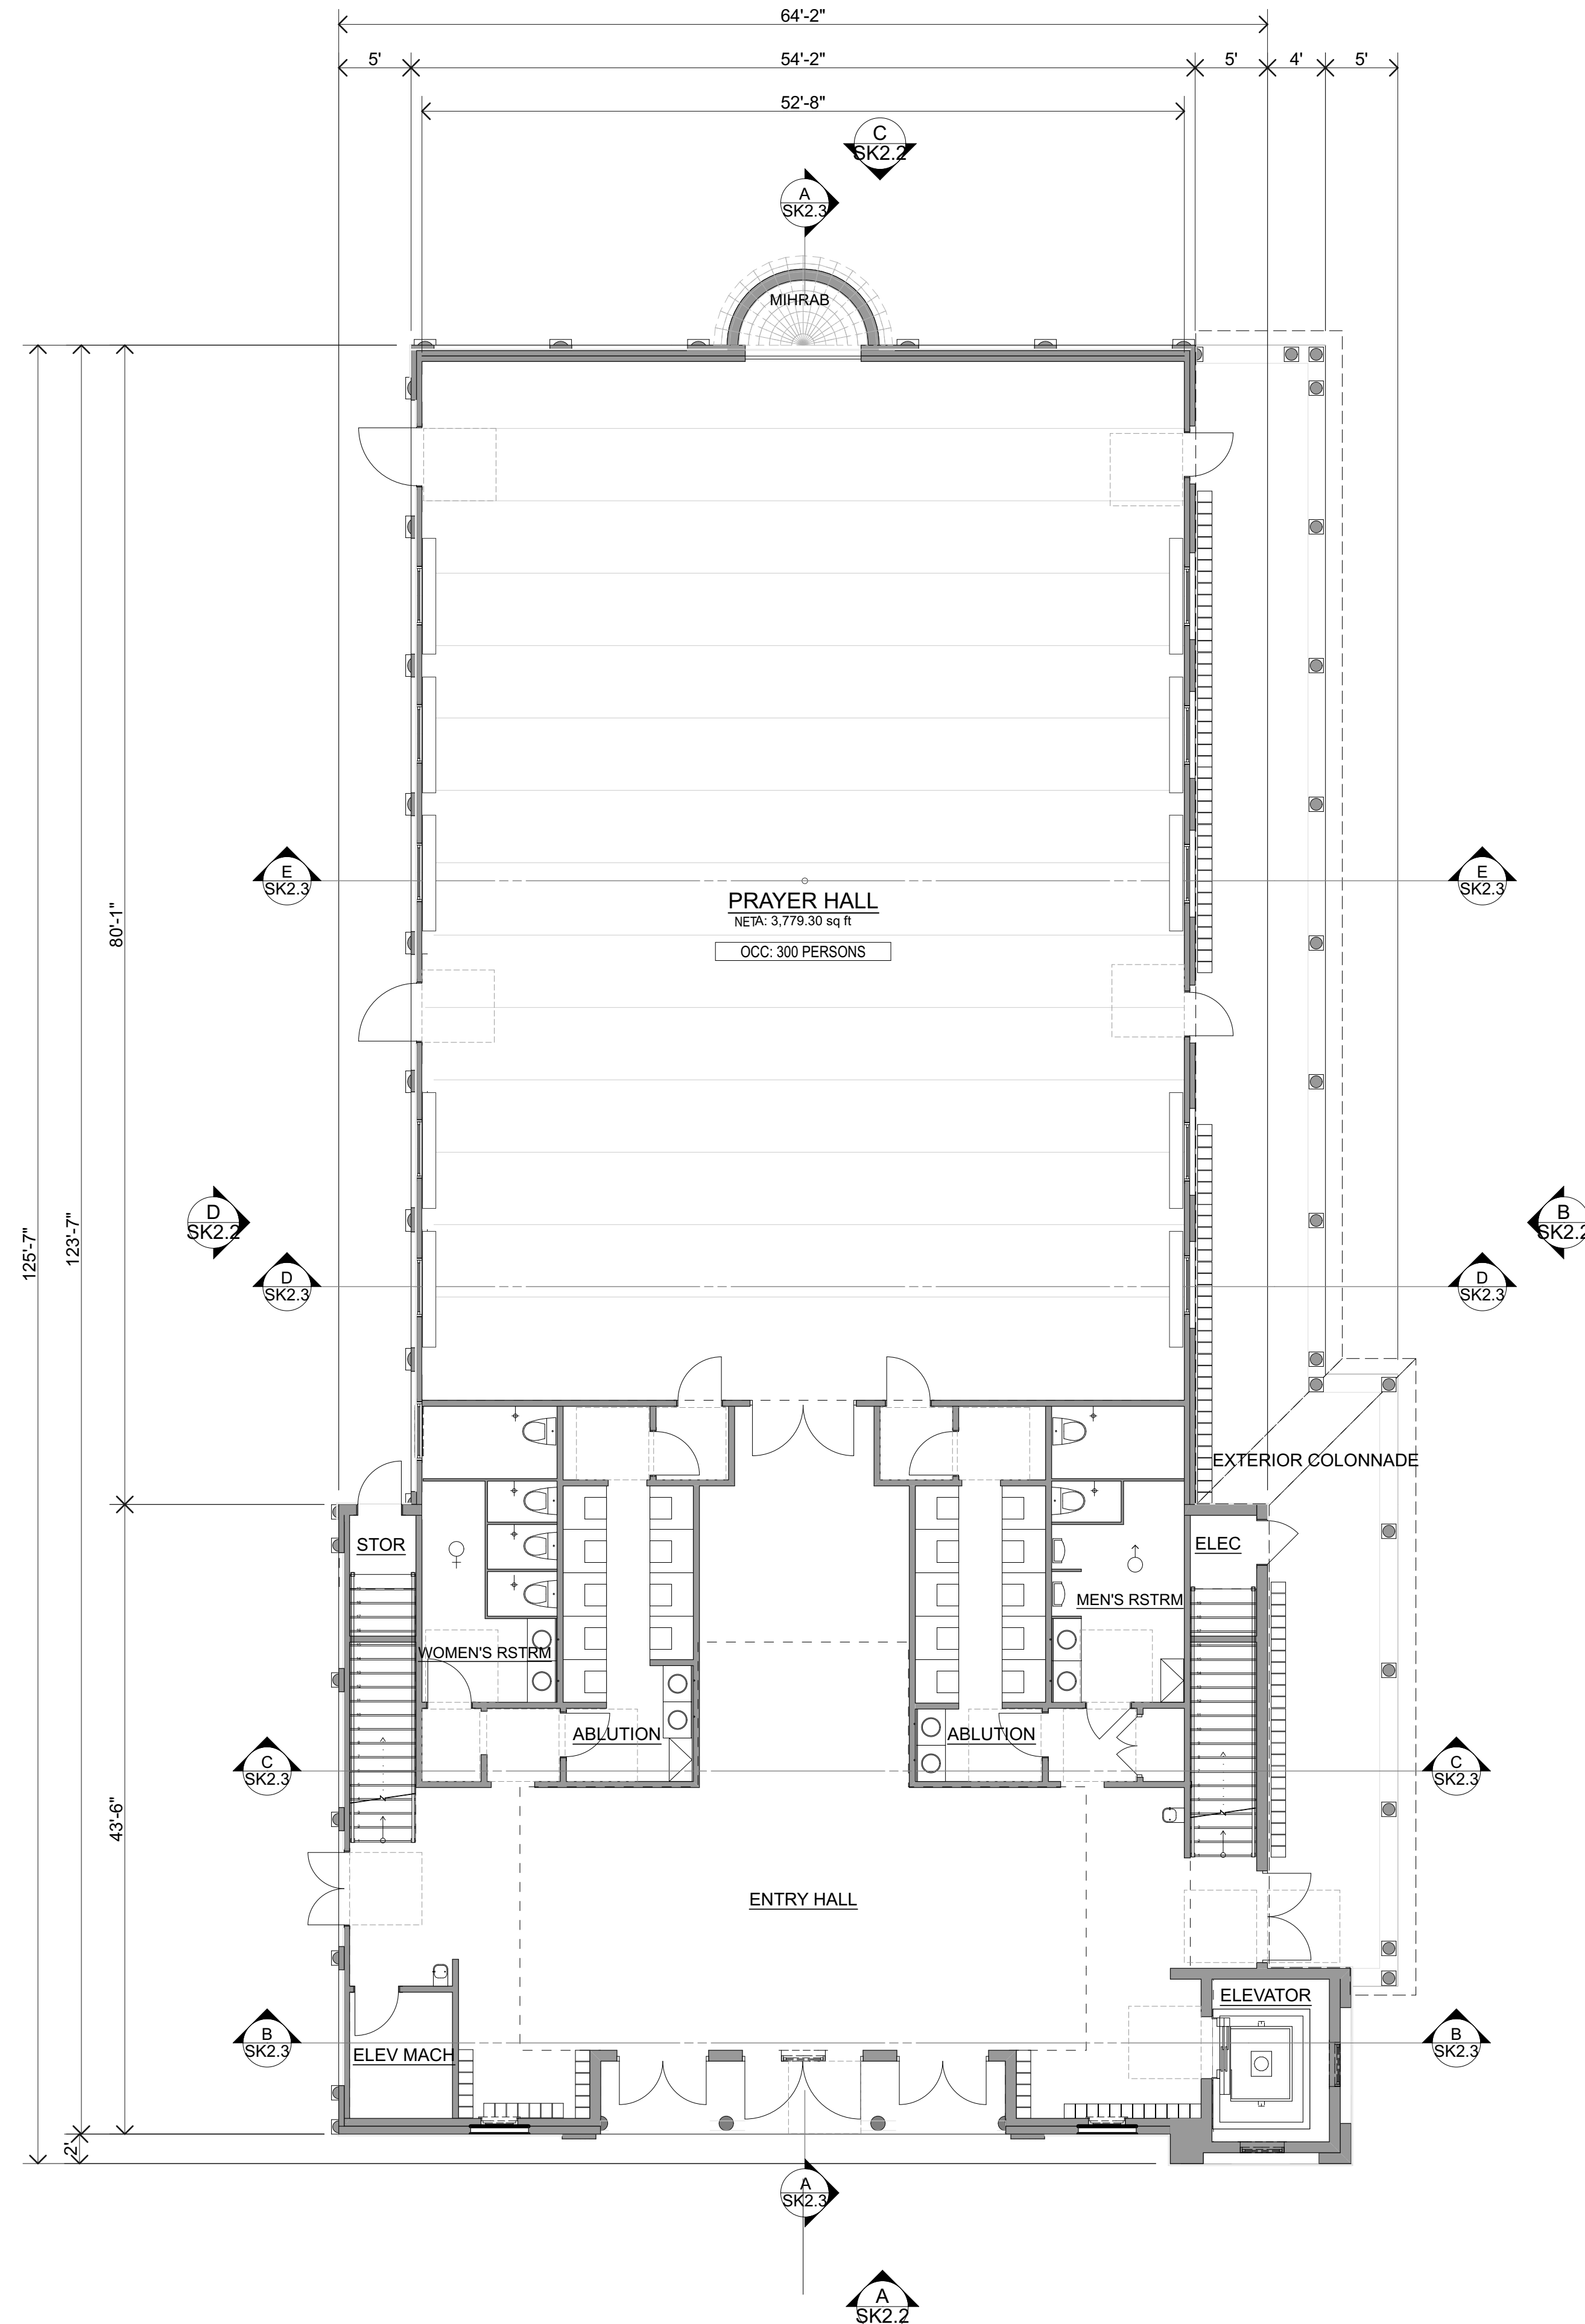 64'-2"
5'
54'-2"
5'
4'
5'
52'-8"
C
SK2.2
A
SK2.3
MIHRAB
E
SK2.3
E
SK2.3
PRAYER HALL
NETA: 3,779.30 sq ft
OCC: 300 PERSONS
80'-1"
125'-7"
123'-7"
D
SK2.2
B
SK2.2
D
SK2.3
D
SK2.3
EXTERIOR COLONNADE
STOR
ELEC
MEN'S RSTRM
WOMEN'S RSTRM
ABLUTION
ABLUTION
C
SK2.3
C
SK2.3
43'-6"
ENTRY HALL
ELEVATOR
B
SK2.3
ELEV MACH
B
SK2.3
2'
A
SK2.3
A
SK2.2